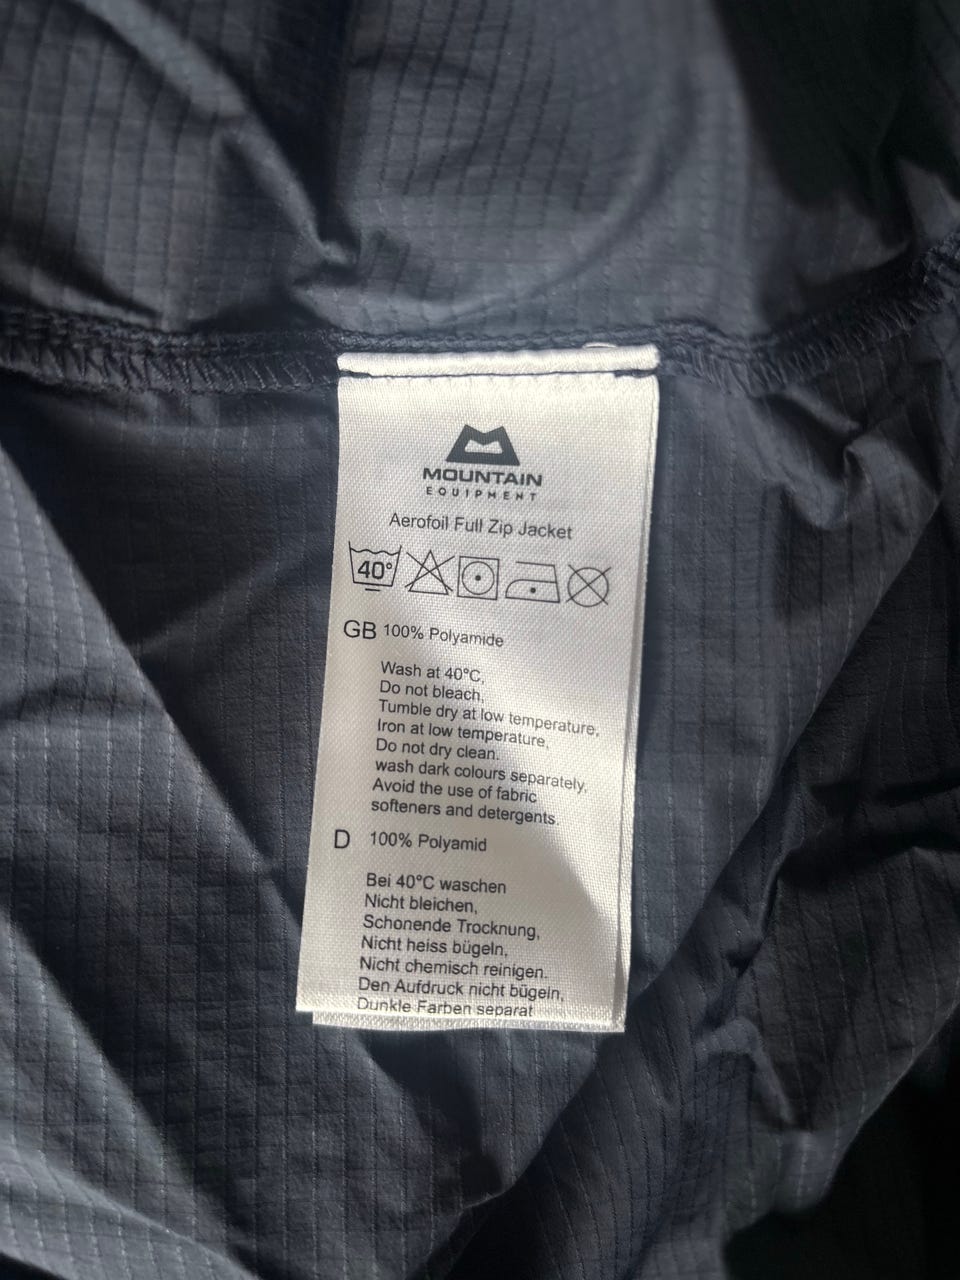 MOUNTAIN
EQUIPMENT
Aerofoil Full Zip Jacket
40°
GB 100% Polyamide
Wash at 40°C,
Do not bleach,
Tumble dry at low temperature,
Iron at low temperature,
Do not dry clean.
wash dark colours separately.
Avoid the use of fabric
softeners and detergents.
D 100% Polyamid
Bei 40°C waschen
Nicht bleichen,
Schonende Trocknung,
Nicht heiss bügeln,
Nicht chemisch reinigen.
Den Aufdruck nicht bügeln,
Dunkle Farben separat